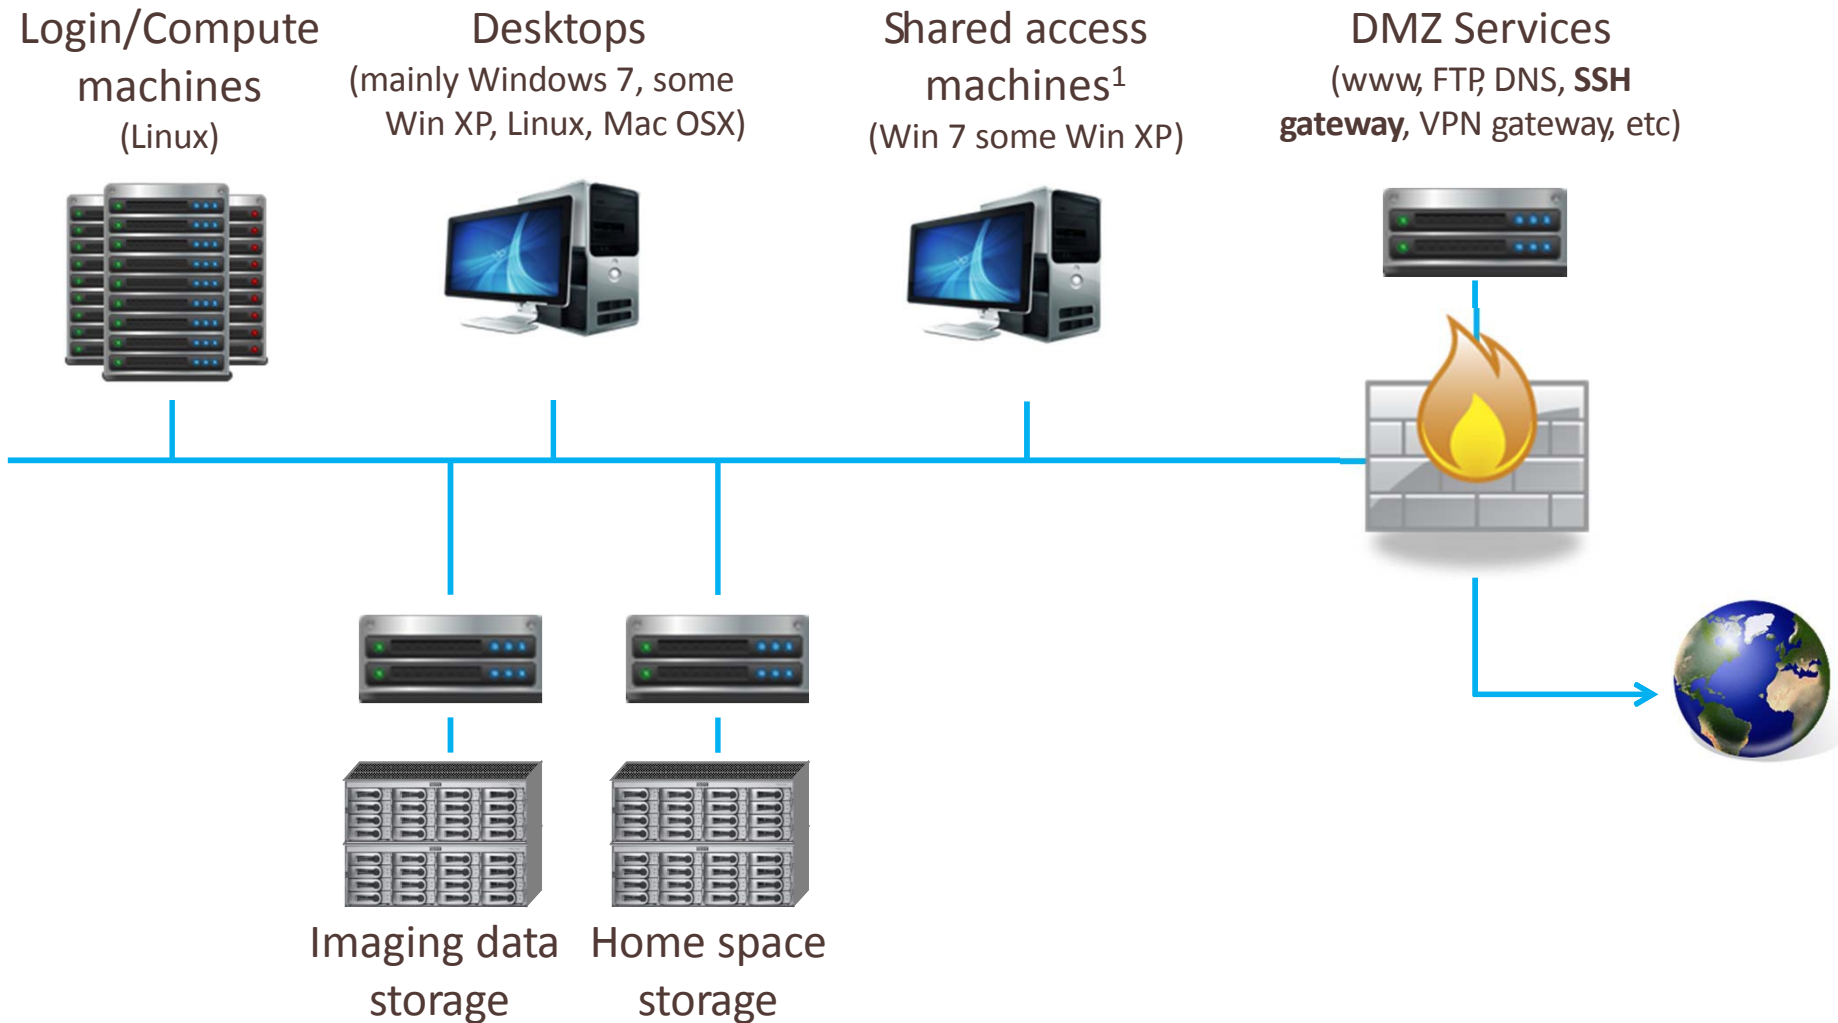 Login/Compute
machines
(Linux)
Desktops
(mainly Windows 7, some
Win XP, Linux, Mac OSX)
Shared access
machines¹
(Win 7 some Win XP)
DMZ Services
(www, FTP, DNS, SSH
gateway, VPN gateway, etc)
Imaging data
storage
Home space
storage